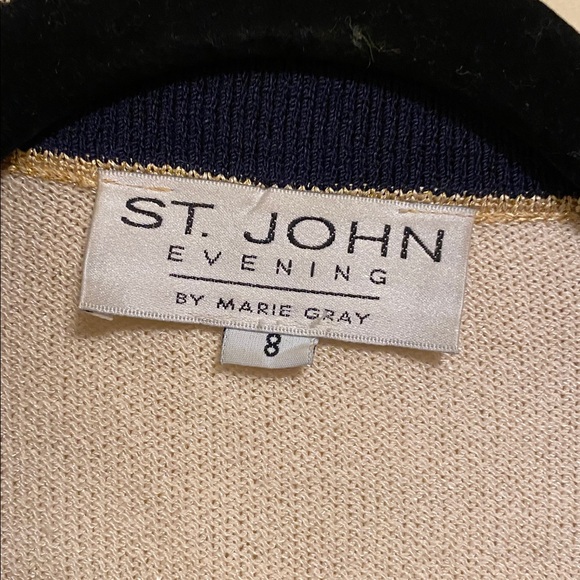 ST. JOHN
EVENING
BY MARIE GRAY
8